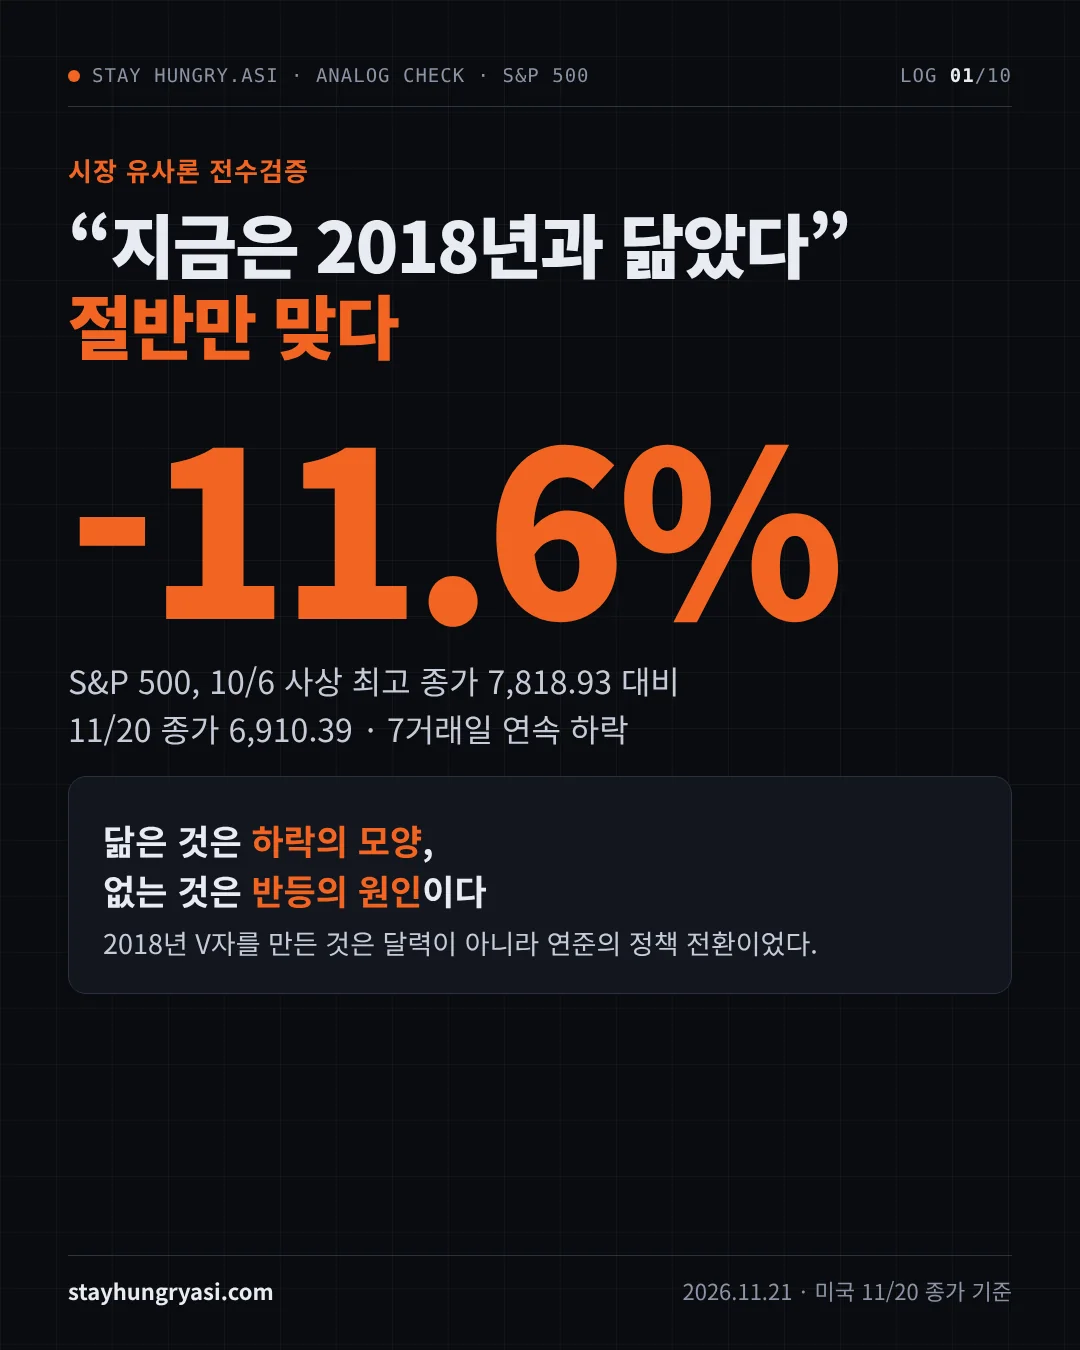 STAY HUNGRY.ASI · ANALOG CHECK · S&P 500
LOG 01/10
시장 유사론 전수검증
“지금은 2018년과 닮았다”
절반만 맞다
-11.6%
S&P 500, 10/6 사상 최고 종가 7,818.93 대비
11/20 종가 6,910.39 · 7거래일 연속 하락
닮은 것은 하락의 모양,
없는 것은 반등의 원인이다
2018년 V자를 만든 것은 달력이 아니라 연준의 정책 전환이었다.
stayhungryasi.com
2026.11.21 · 미국 11/20 종가 기준